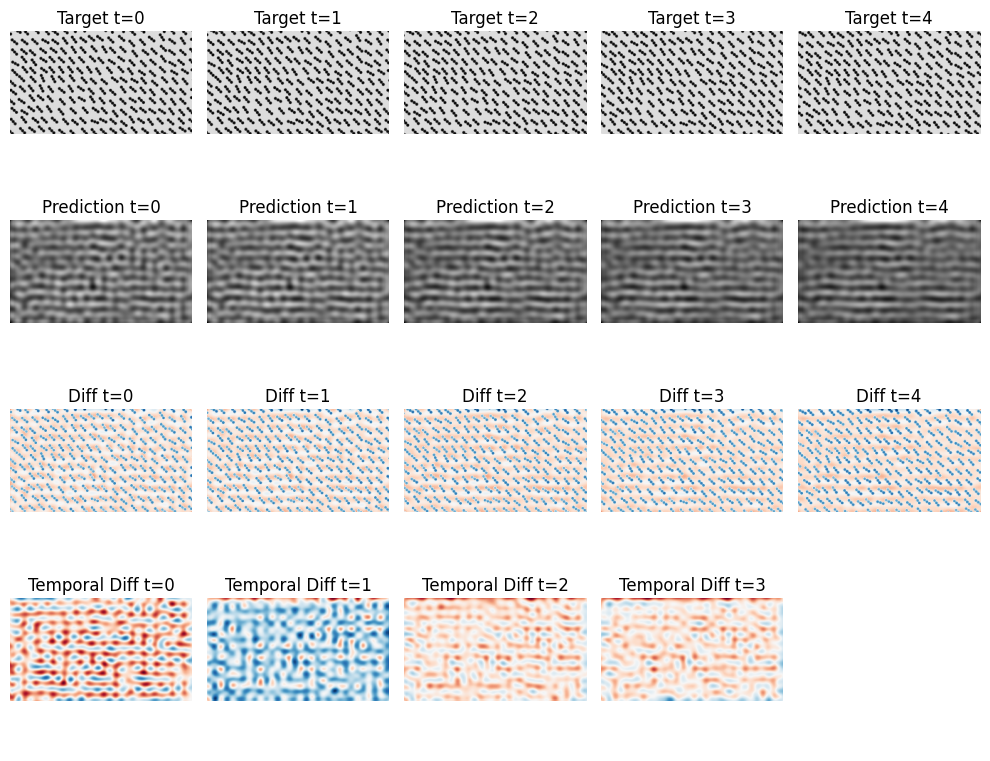 Target t=0
Target t=1
Target t=2
Target t=3
Target t=4
Prediction t=0
Prediction t=1
Prediction t=2
Prediction t=3
Prediction t=4
Diff t=0
Diff t=1
Diff t=2
Diff t=3
Diff t=4
Temporal Diff t=0
Temporal Diff t=1
Temporal Diff t=2
Temporal Diff t=3